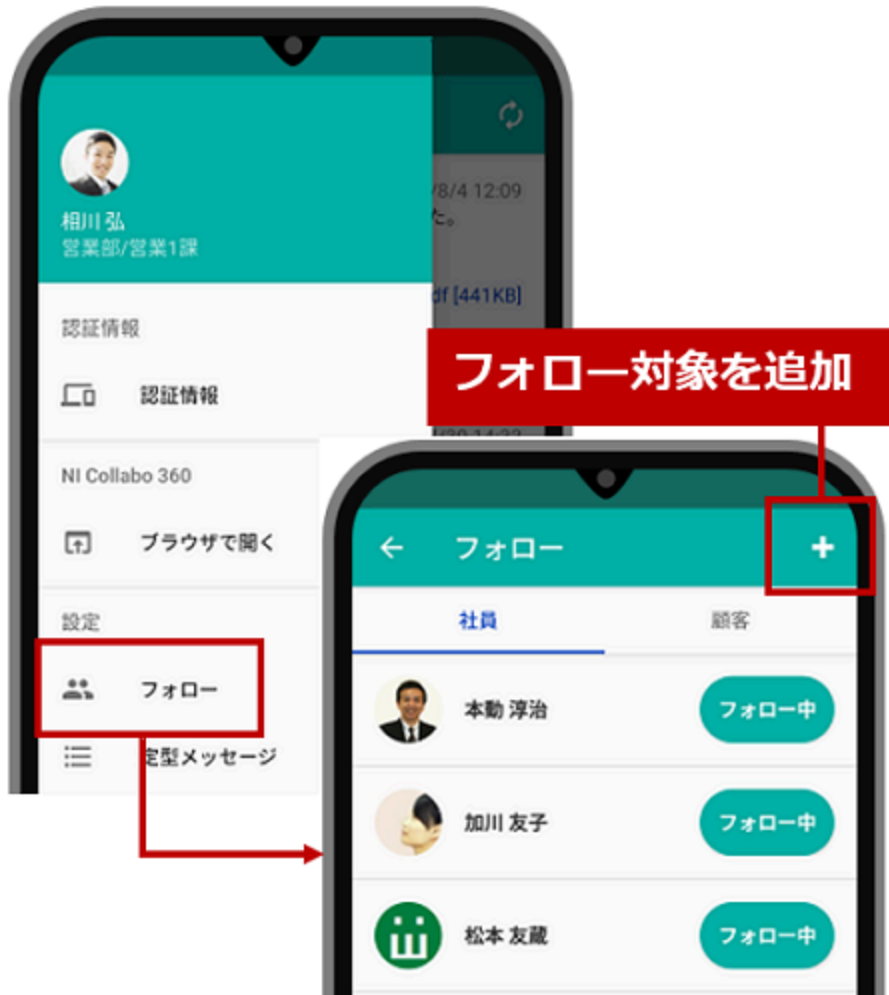 相川 弘
営業部/営業1課
/8/4 12:09
た。
df [441KB]
認証情報
認証情報
NI Collabo 360
ブラウザで開く
設定
フォロー
定型メッセージ
フォロー対象を追加
フォロー
社員
顧客
本動 淳治
フォロー中
加川 友子
フォロー中
松本 友蔵
フォロー中